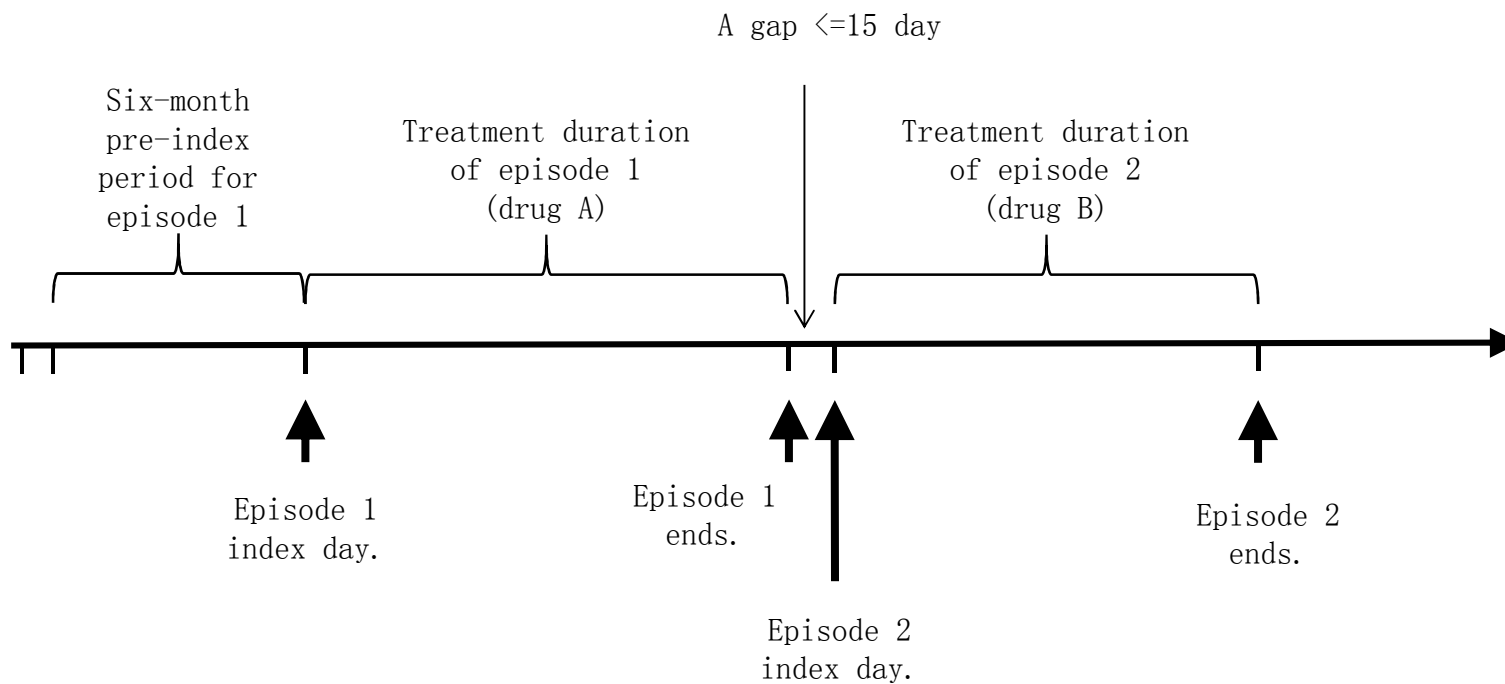 A gap <=15 day
Six-month
pre-index
period for
episode 1
Treatment duration
of episode 1
(drug A)
Treatment duration
of episode 2
(drug B)
Episode 1
index day.
Episode 1
ends.
Episode 2
index day.
Episode 2
ends.